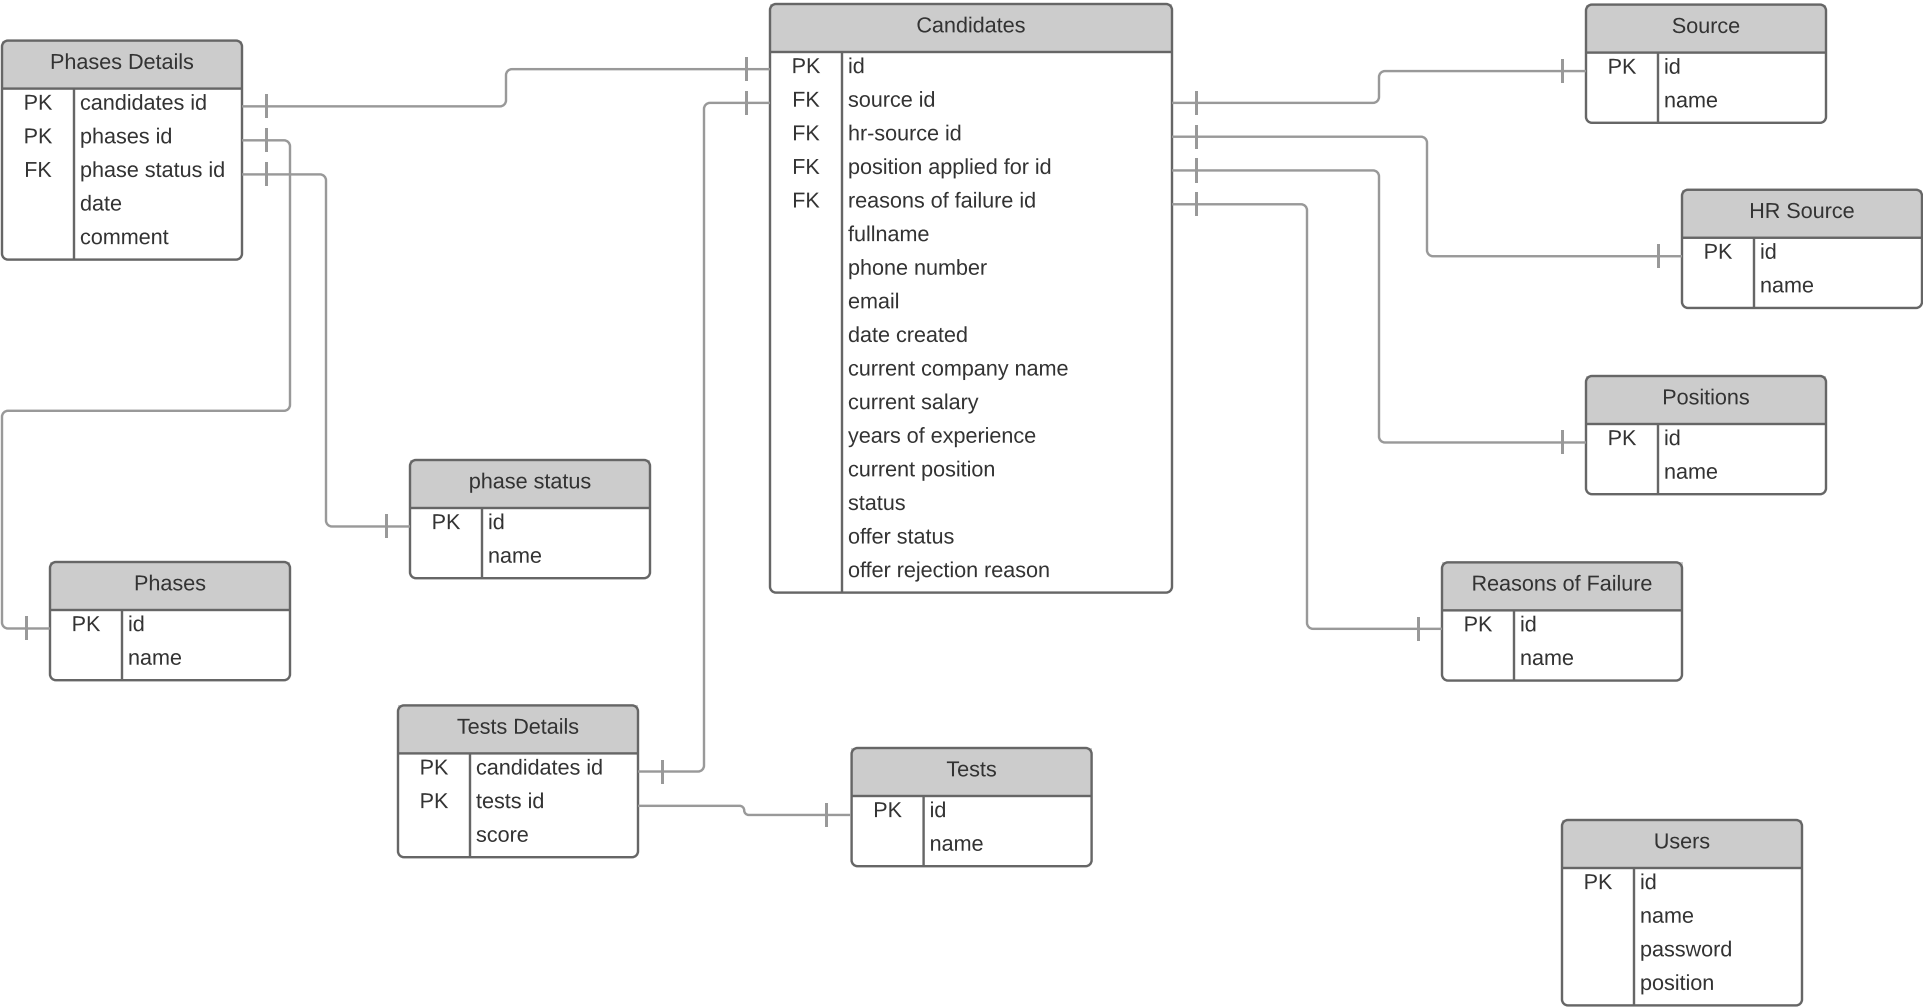 Phases Details
PK candidates id
PK phases id
FK phase status id
date
comment
Candidates
PK id
FK source id
FK hr-source id
FK position applied for id
FK reasons of failure id
fullname
phone number
email
date created
current company name
current salary
years of experience
current position
status
offer status
offer rejection reason
Source
PK id
name
HR Source
PK id
name
Positions
PK id
name
phase status
PK id
name
Phases
PK id
name
Reasons of Failure
PK id
name
Tests Details
PK candidates id
PK tests id
score
Tests
PK id
name
Users
PK id
name
password
position